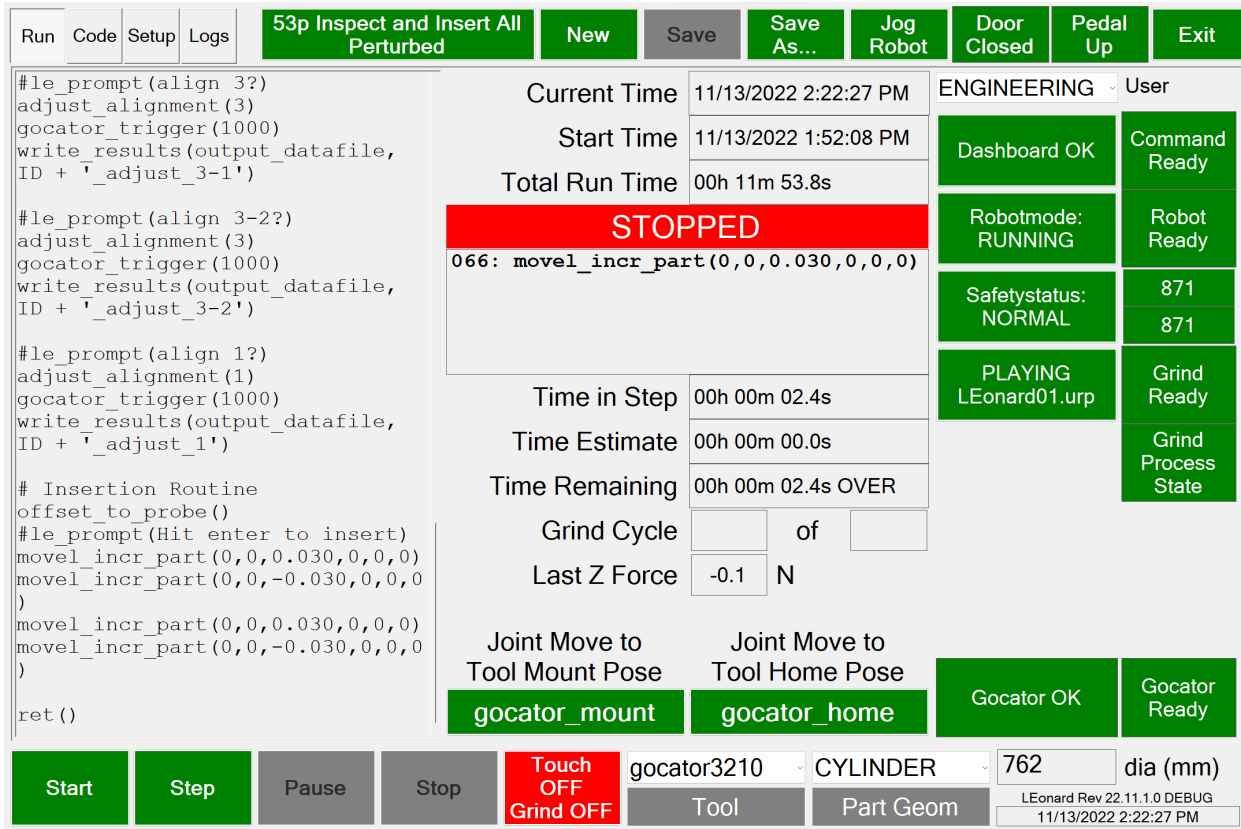 Run Code Setup Logs
53p Inspect and Insert All
Perturbed
New
Save
Save
As...
Jog
Robot
Door
Closed
Pedal
Up
Exit
#le_prompt(align 3?)
adjust_alignment(3)
gocator_trigger(1000)
write_results(output_datafile,
ID + '_adjust_3-1')
#le_prompt(align 3-2?)
adjust_alignment(3)
gocator_trigger(1000)
write_results(output_datafile,
ID + '_adjust_3-2')
#le_prompt(align 1?)
adjust_alignment(1)
gocator_trigger(1000)
write_results(output_datafile,
ID + '_adjust_1')
# Insertion Routine
offset_to_probe()
#le_prompt(Hit enter to insert)
movel_incr_part(0,0,0.030,0,0,0)
movel_incr_part(0,0,-0.030,0,0,0
)
movel_incr_part(0,0,0.030,0,0,0)
movel_incr_part(0,0,-0.030,0,0,0
)
ret()
Current Time 11/13/2022 2:22:27 PM
Start Time 11/13/2022 1:52:08 PM
Total Run Time 00h 11m 53.8s
STOPPED
066: movel_incr_part(0,0,0.030,0,0,0)
Time in Step 00h 00m 02.4s
Time Estimate 00h 00m 00.0s
Time Remaining 00h 00m 02.4s OVER
Grind Cycle of
Last Z Force -0.1 N
Joint Move to
Tool Mount Pose
gocator_mount
Joint Move to
Tool Home Pose
gocator_home
ENGINEERING User
Dashboard OK
Command
Ready
Robotmode:
RUNNING
Robot
Ready
Safetystatus:
NORMAL
871
871
PLAYING
LEonard01.urp
Grind
Ready
Grind
Process
State
Gocator OK
Gocator
Ready
Start
Step
Pause
Stop
Touch
OFF
Grind OFF
gocator3210
Tool
CYLINDER
Part Geom
762 dia (mm)
LEonard Rev 22.11.1.0 DEBUG
11/13/2022 2:22:27 PM